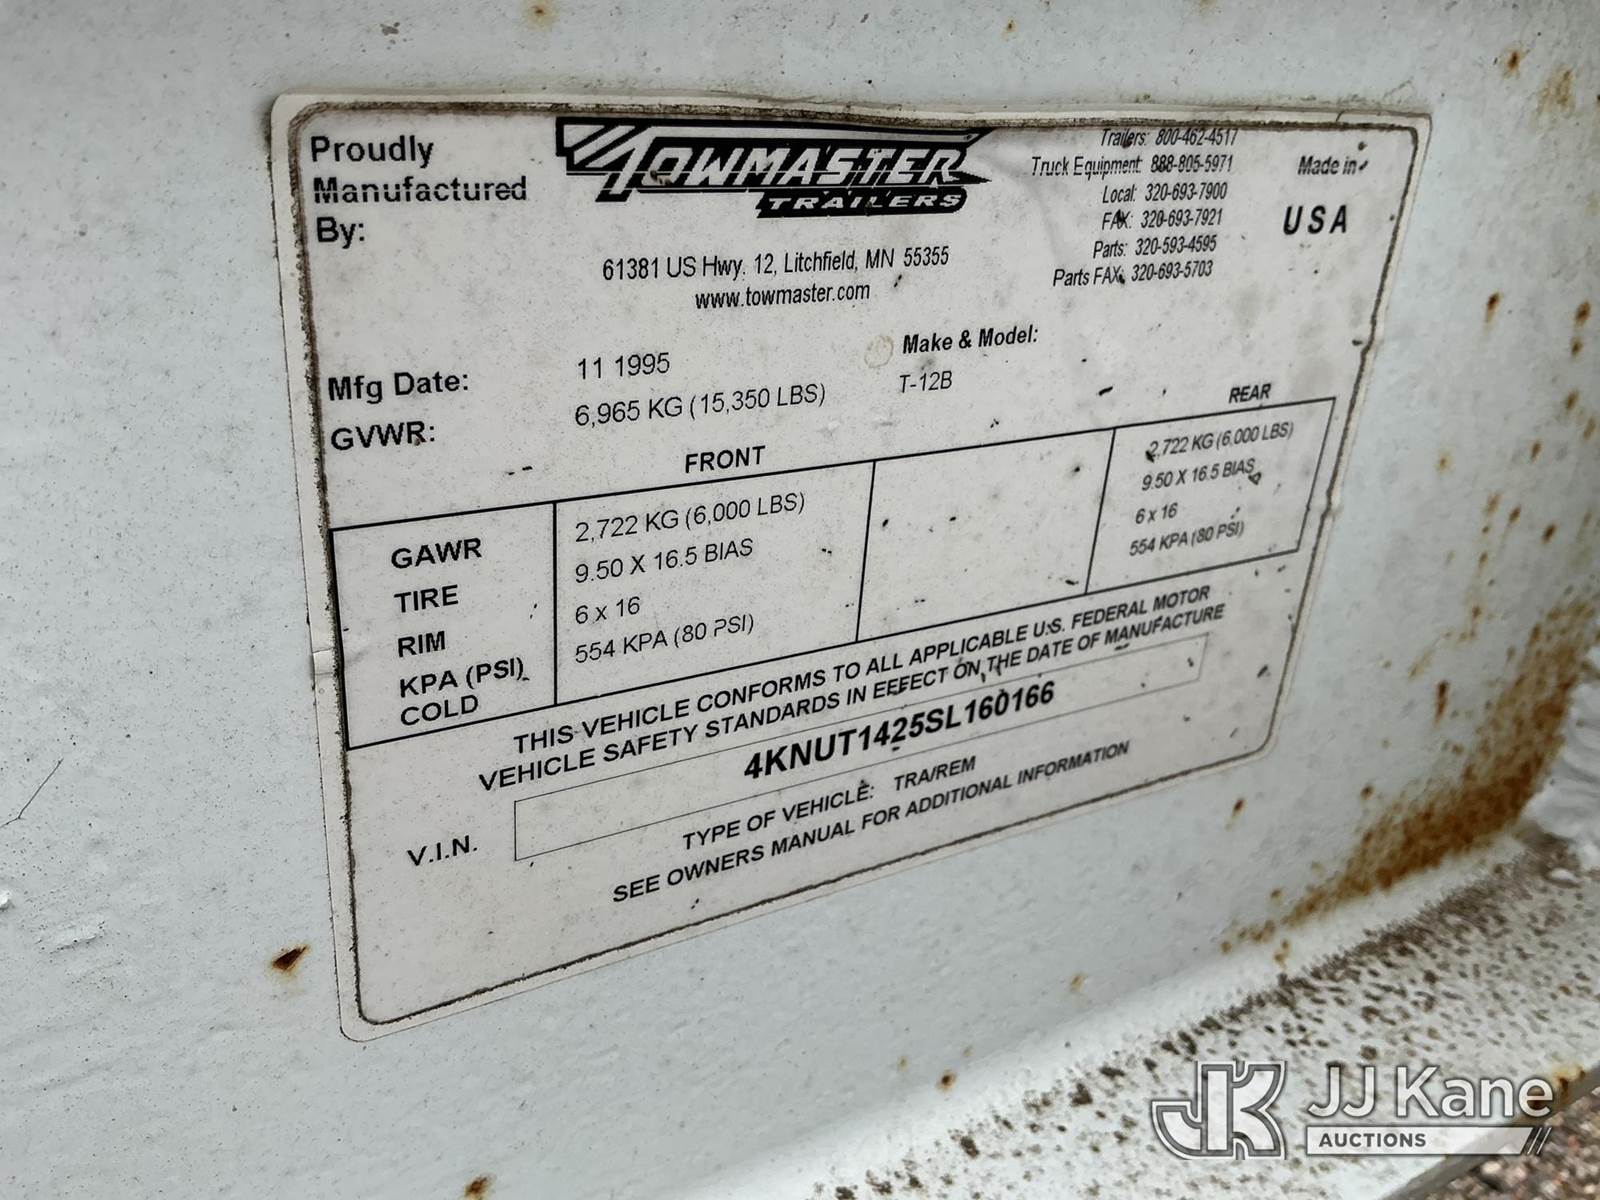 Proudly
Manufactured
By:
TOWMASTER
TRAILERS
61381 US Hwy. 12, Litchfield, MN 55355
www.towmaster.com
Trailers: 800-462-4517
Truck Equipment: 888-805-5971
Local: 320-693-7900
FAX: 320-693-7921
Parts: 320-593-4595
Parts FAX: 320-693-5703
Made in
USA
Mfg Date: 11 1995
GVWR: 6,965 KG (15,350 LBS)
Make & Model:
T-12B
FRONT REAR
GAWR 2,722 KG (6,000 LBS) 2,722 KG (6,000 LBS)
TIRE 9.50 X 16.5 BIAS 9.50 X 16.5 BIAS
RIM 6 x 16 6 x 16
KPA (PSI) 554 KPA (80 PSI) 554 KPA (80 PSI)
COLD
THIS VEHICLE CONFORMS TO ALL APPLICABLE U.S. FEDERAL MOTOR
VEHICLE SAFETY STANDARDS IN EFFECT ON THE DATE OF MANUFACTURE
V.I.N. 4KNUT1425SL160166
TYPE OF VEHICLE: TRA/REM
SEE OWNERS MANUAL FOR ADDITIONAL INFORMATION
JK JJ Kane
AUCTIONS